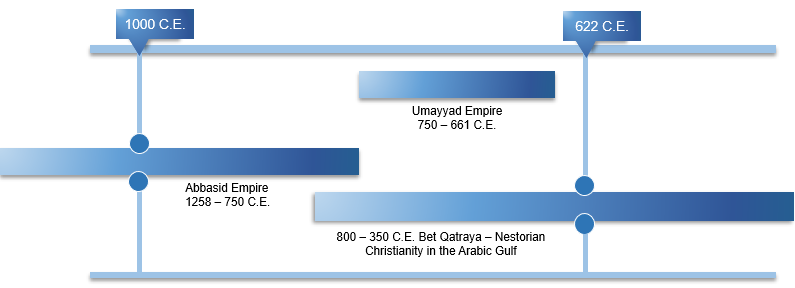 1000 C.E.
622 C.E.
Umayyad Empire
750 – 661 C.E.
Abbasid Empire
1258 – 750 C.E.
800 – 350 C.E. Bet Qatraya – Nestorian
Christianity in the Arabic Gulf